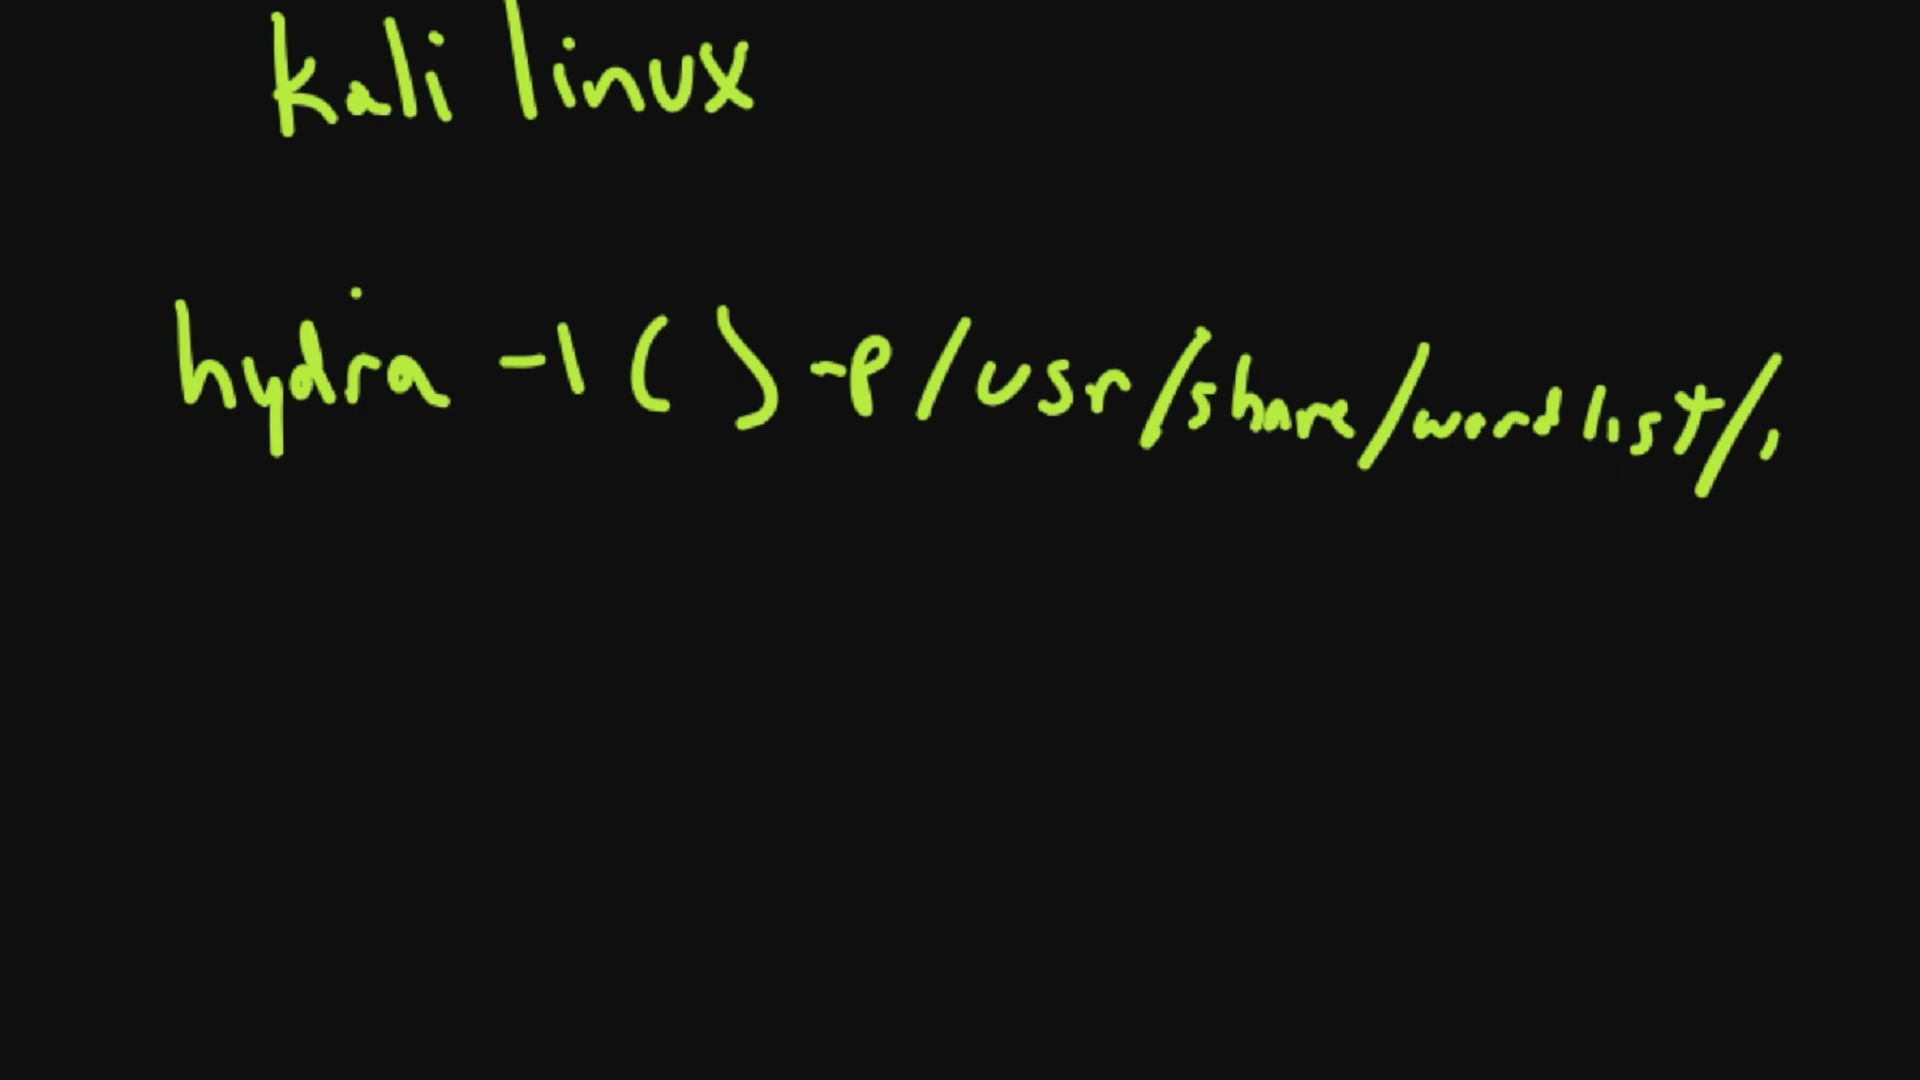 kali linux
hydra -l ( ) -P /usr/share/wordlist/